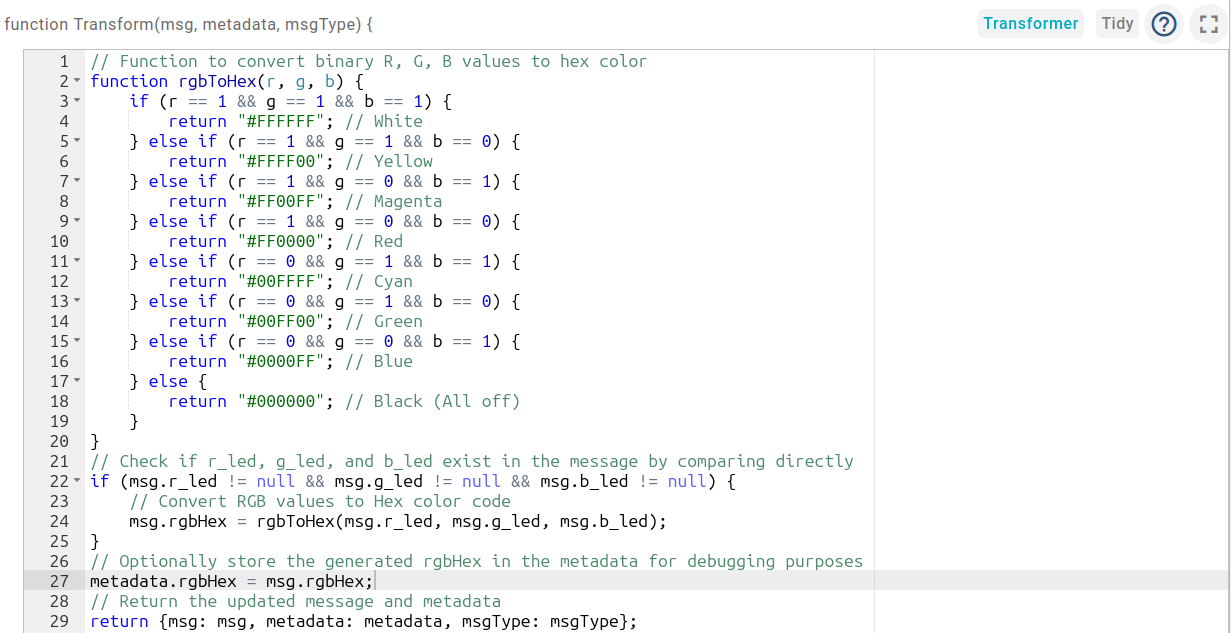 function Transform(msg, metadata, msgType) {
Transformer
Tidy
?
1 // Function to convert binary R, G, B values to hex color
2 function rgbToHex(r, g, b) {
3     if (r == 1 && g == 1 && b == 1) {
4         return "#FFFFFF"; // White
5     } else if (r == 1 && g == 1 && b == 0) {
6         return "#FFFF00"; // Yellow
7     } else if (r == 1 && g == 0 && b == 1) {
8         return "#FF00FF"; // Magenta
9     } else if (r == 1 && g == 0 && b == 0) {
10         return "#FF0000"; // Red
11     } else if (r == 0 && g == 1 && b == 1) {
12         return "#00FFFF"; // Cyan
13     } else if (r == 0 && g == 1 && b == 0) {
14         return "#00FF00"; // Green
15     } else if (r == 0 && g == 0 && b == 1) {
16         return "#0000FF"; // Blue
17     } else {
18         return "#000000"; // Black (All off)
19     }
20 }
21 // Check if r_led, g_led, and b_led exist in the message by comparing directly
22 if (msg.r_led != null && msg.g_led != null && msg.b_led != null) {
23     // Convert RGB values to Hex color code
24     msg.rgbHex = rgbToHex(msg.r_led, msg.g_led, msg.b_led);
25 }
26 // Optionally store the generated rgbHex in the metadata for debugging purposes
27 metadata.rgbHex = msg.rgbHex;
28 // Return the updated message and metadata
29 return {msg: msg, metadata: metadata, msgType: msgType};